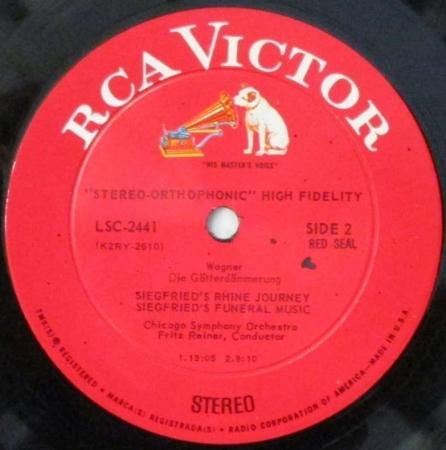 RCA VICTOR
"HIS MASTER'S VOICE"
"STEREO-ORTHOPHONIC" HIGH FIDELITY
LSC-2441 SIDE 2
(K2RY-2610) RED SEAL
Wagner
Die Götterdämmerung
SIEGFRIED'S RHINE JOURNEY
SIEGFRIED'S FUNERAL MUSIC
Chicago Symphony Orchestra
Fritz Reiner, Conductor
1.13:05 2.9:10
STEREO
TMK(S) ® REGISTERED • MARCA(S) REGISTRADA(S) • RADIO CORPORATION OF AMERICA—MADE IN U.S.A.